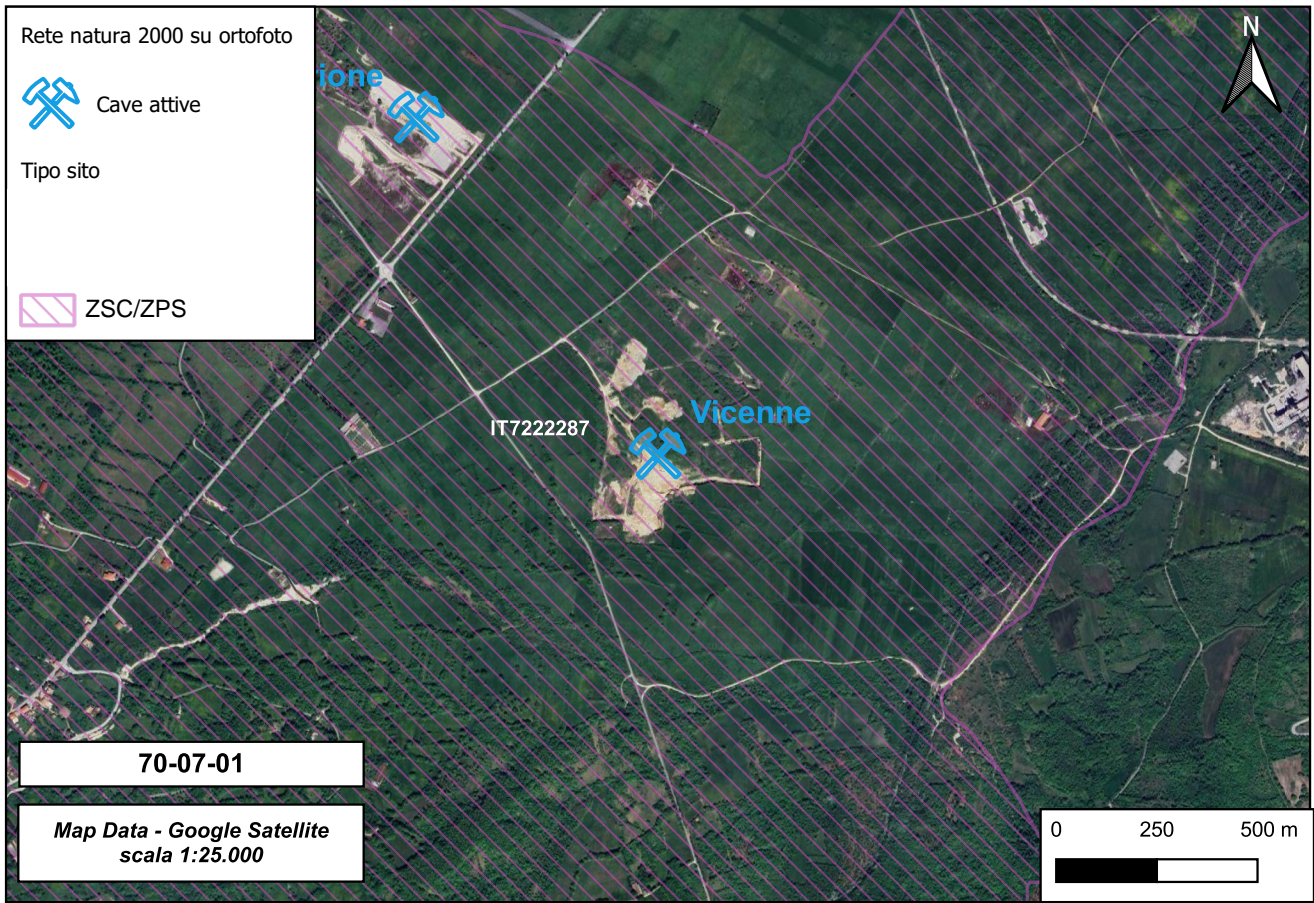 Rete natura 2000 su ortofoto
Cave attive
Tipo sito
ZSC/ZPS
N
Vicenne
IT7222287
70-07-01
Map Data - Google Satellite
scala 1:25.000
0 250 500 m